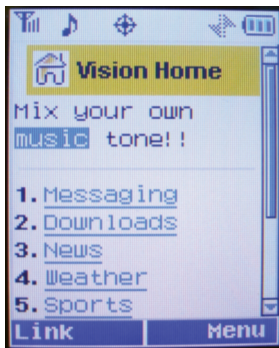 Vision Home
Mix your own
music tone!!
1. Messaging
2. Downloads
3. News
4. Weather
5. Sports
Link Menu